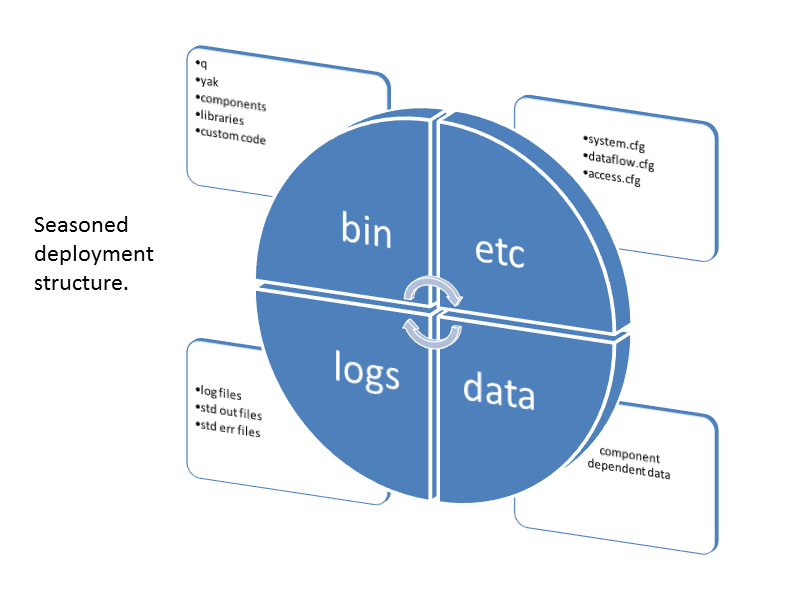 •q
•yak
•components
•libraries
•custom code
•system.cfg
•dataflow.cfg
•access.cfg
Seasoned
deployment
structure.
bin
etc
logs
data
•log files
•std out files
•std err files
component
dependent data